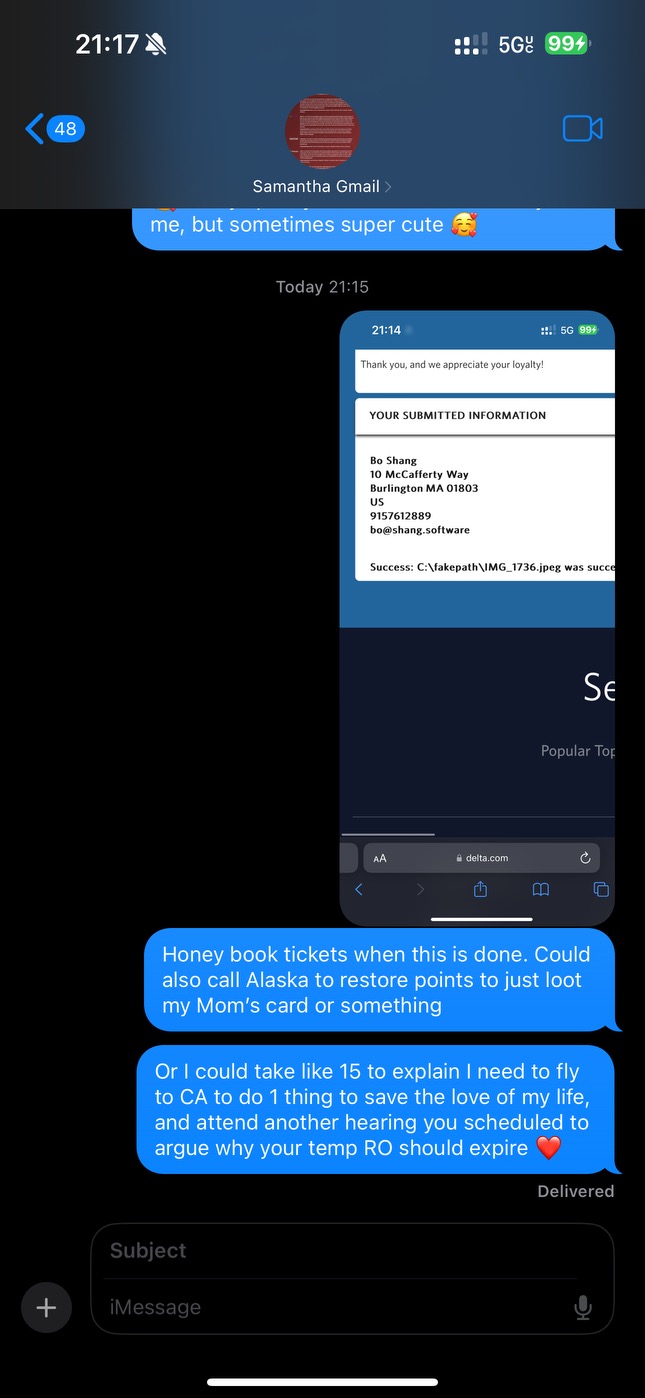 21:17
5G UC
99
48
Samantha Gmail
me, but sometimes super cute 🥰
Today 21:15
21:14
5G
99+
Thank you, and we appreciate your loyalty!
YOUR SUBMITTED INFORMATION
Bo Shang
10 McCafferty Way
Burlington MA 01803
US
9157612889
bo@shang.software
Success: C:\fakepath\IMG_1736.jpeg was succe
Se
Popular Top
AA
delta.com
Honey book tickets when this is done. Could
also call Alaska to restore points to just loot
my Mom’s card or something
Or I could take like 15 to explain I need to fly
to CA to do 1 thing to save the love of my life,
and attend another hearing you scheduled to
argue why your temp RO should expire ❤️
Delivered
Subject
iMessage